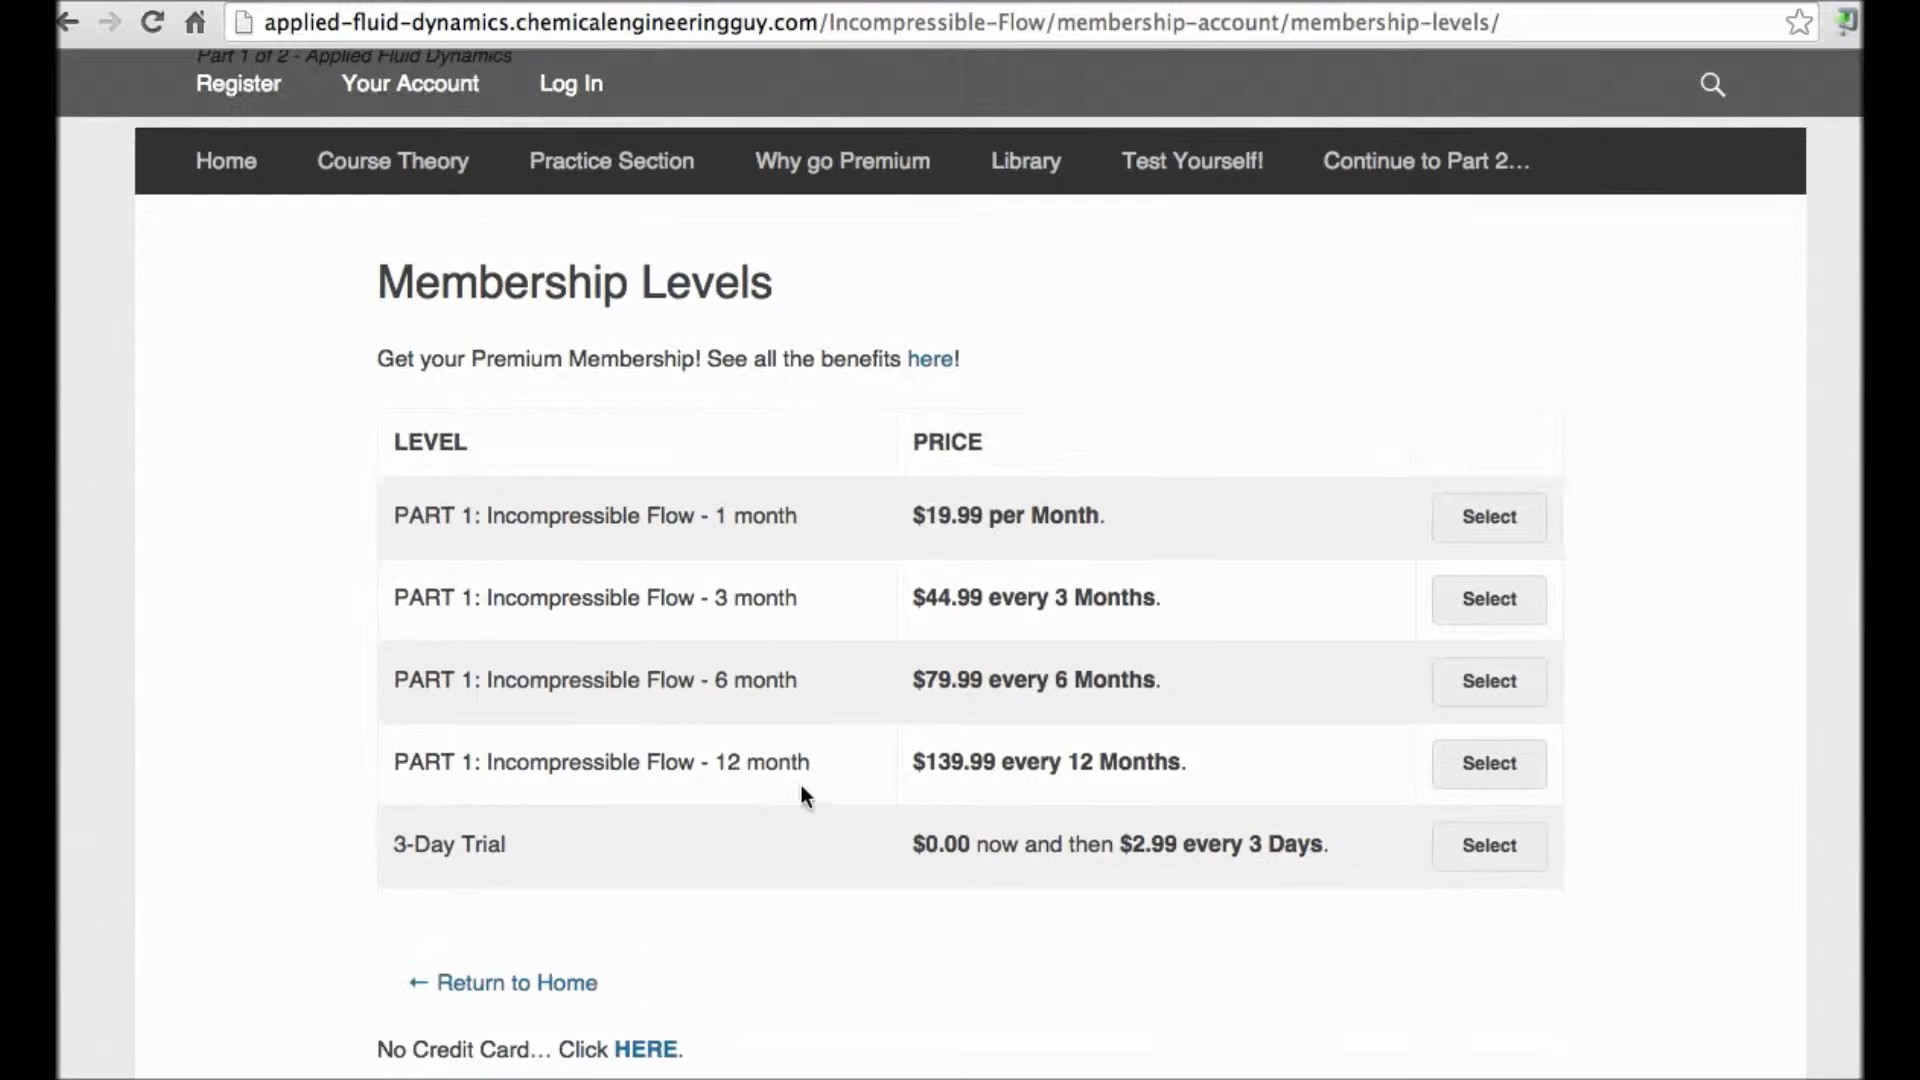 applied-fluid-dynamics.chemicalengineeringguy.com/Incompressible-Flow/membership-account/membership-levels/
Part 1 of 2 - Applied Fluid Dynamics
Register Your Account Log In
Home Course Theory Practice Section Why go Premium Library Test Yourself! Continue to Part 2...
Membership Levels
Get your Premium Membership! See all the benefits here!
LEVEL PRICE
PART 1: Incompressible Flow - 1 month $19.99 per Month. Select
PART 1: Incompressible Flow - 3 month $44.99 every 3 Months. Select
PART 1: Incompressible Flow - 6 month $79.99 every 6 Months. Select
PART 1: Incompressible Flow - 12 month $139.99 every 12 Months. Select
3-Day Trial $0.00 now and then $2.99 every 3 Days. Select
← Return to Home
No Credit Card... Click HERE.